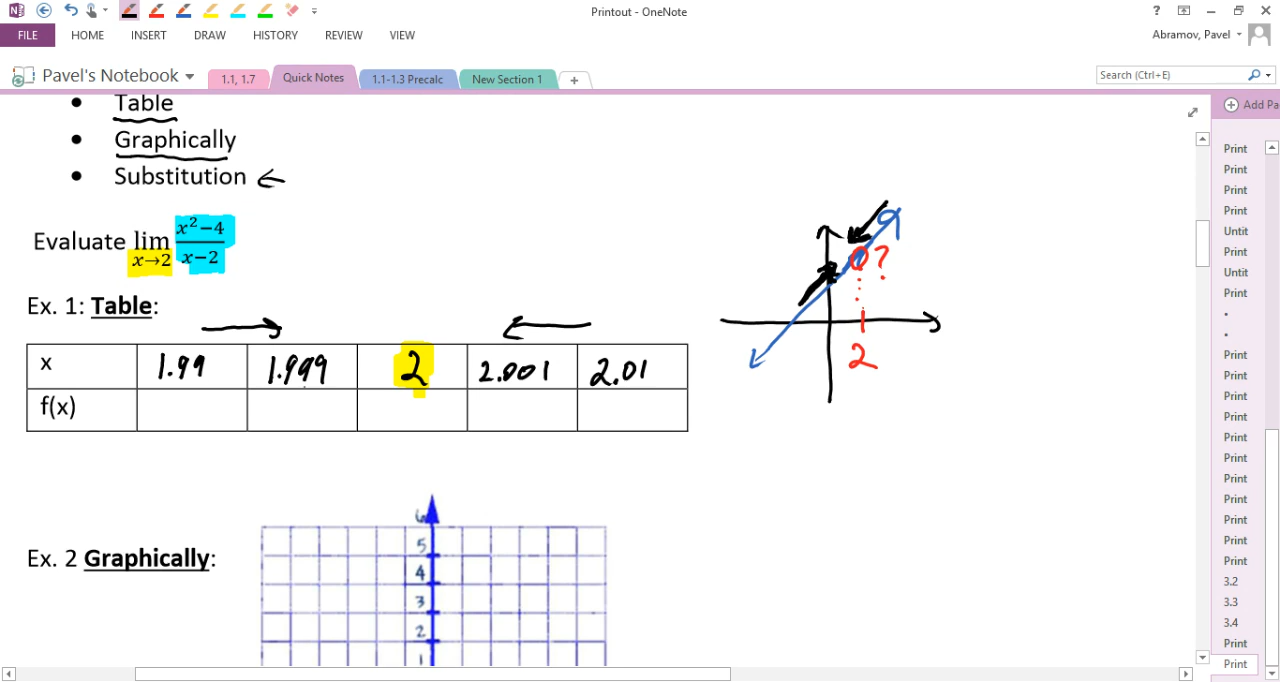 Printout - OneNote
?
FILE HOME INSERT DRAW HISTORY REVIEW VIEW
Abramov, Pavel
Pavel's Notebook
1.1, 1.7
Quick Notes
1.1-1.3 Precalc
New Section 1
+
Search (Ctrl+E)
Add Pa
• Table
• Graphically
• Substitution
Evaluate lim x→2 x²−4 / x−2
Ex. 1: Table:
x 1.99 1.999 2 2.001 2.01
f(x)
?
2
Ex. 2 Graphically:
6
5
4
3
2
1
Print
Print
Print
Print
Untit
Print
Untit
Print
.
.
Print
Print
Print
Print
Print
Print
Print
Print
Print
Print
Print
3.2
3.3
3.4
Print
Print